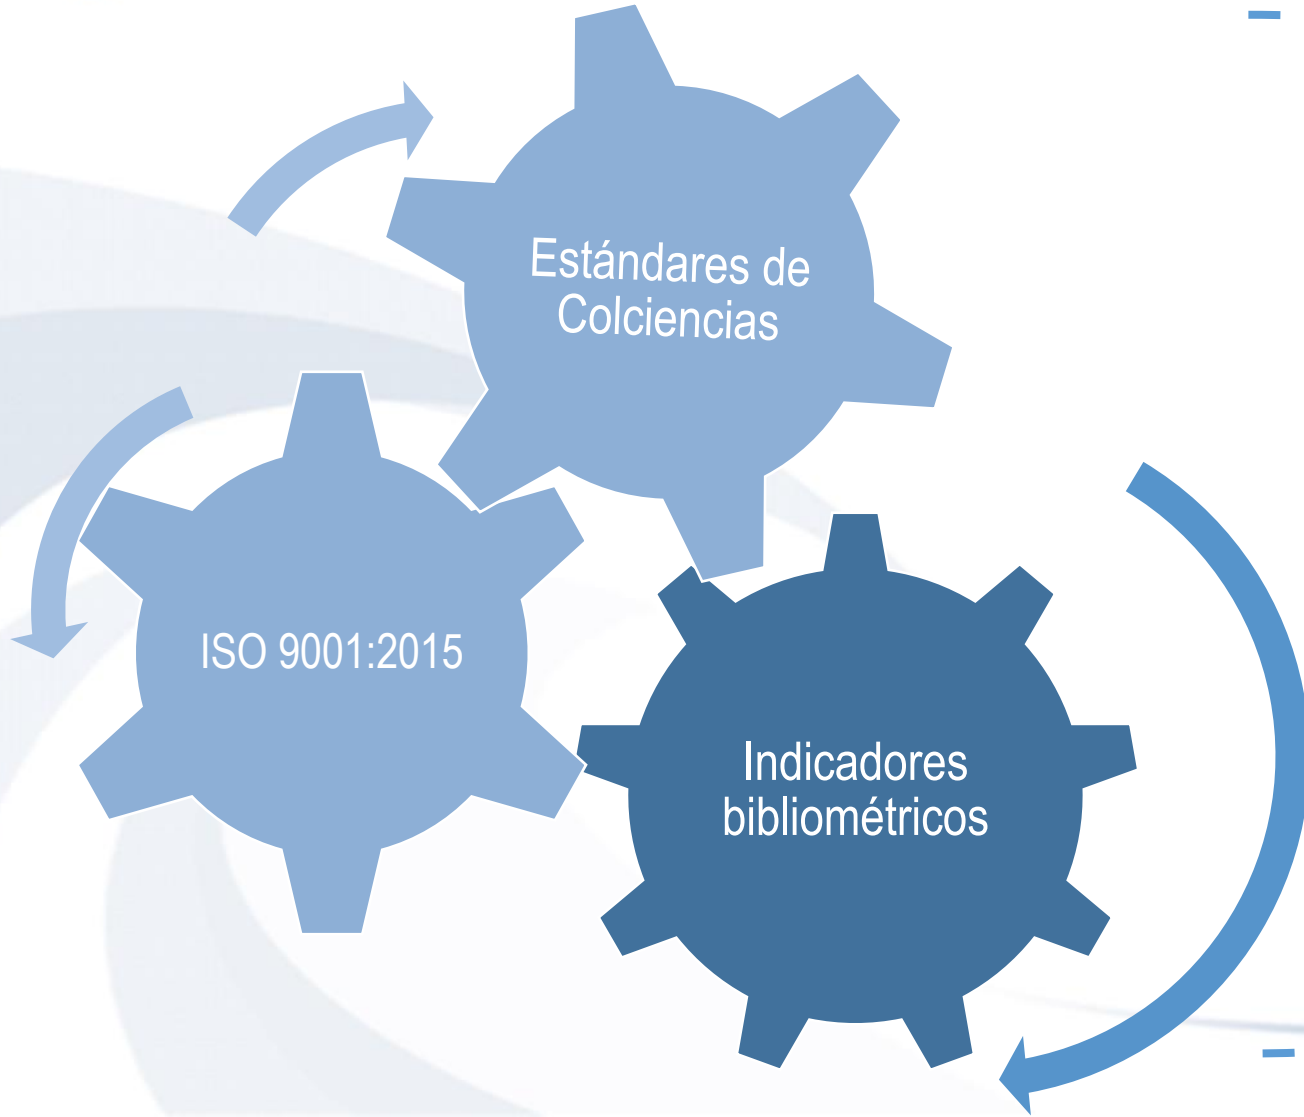 Estándares de
Colciencias
ISO 9001:2015
Indicadores
bibliométricos